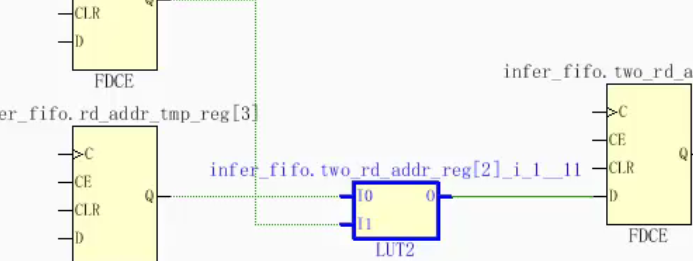 Q
CLR
D
FDCE
infer_fifo.two_rd_a
er_fifo.rd_addr_tmp_reg[3]
C
CE
CLR
D
Q
infer_fifo.two_rd_addr_reg[2]_i_1__11
I0
O
I1
LUT2
C
CE
CLR
D
Q
FDCE